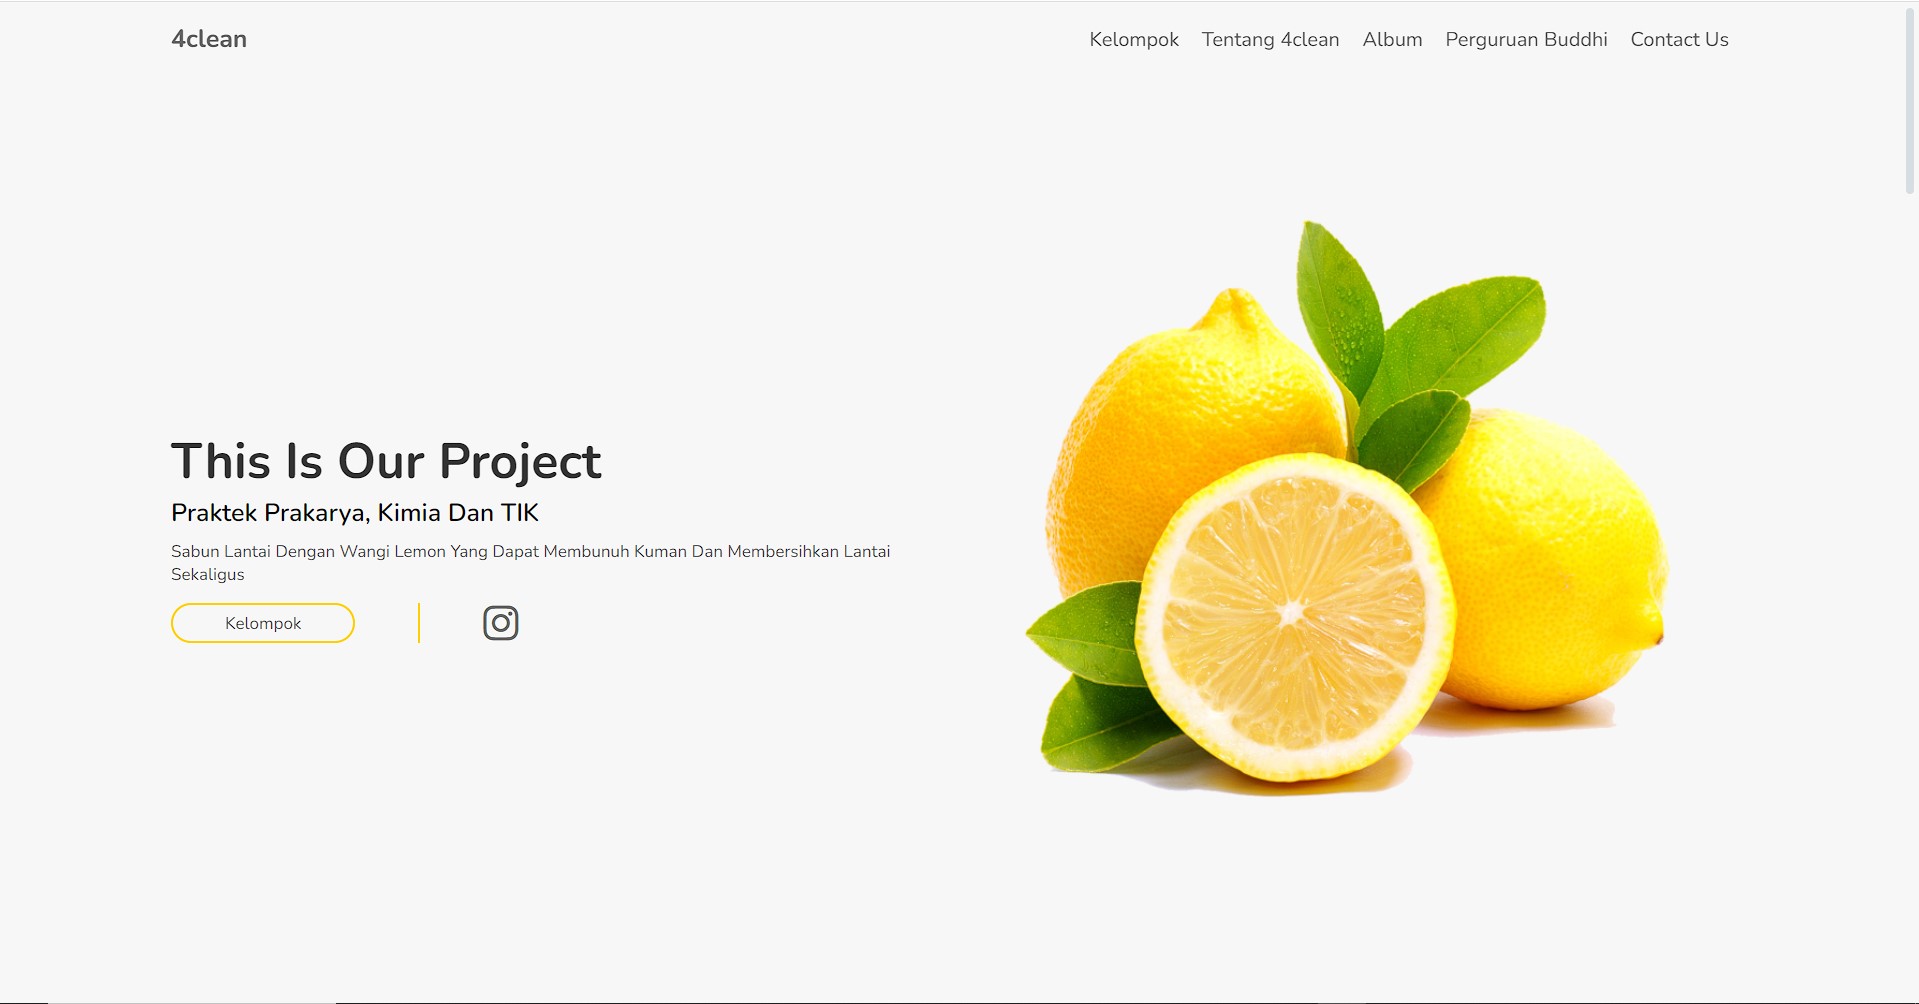 4clean
Kelompok Tentang 4clean Album Perguruan Buddhi Contact Us
This Is Our Project
Praktek Prakarya, Kimia Dan TIK
Sabun Lantai Dengan Wangi Lemon Yang Dapat Membunuh Kuman Dan Membersihkan Lantai
Sekaligus
Kelompok